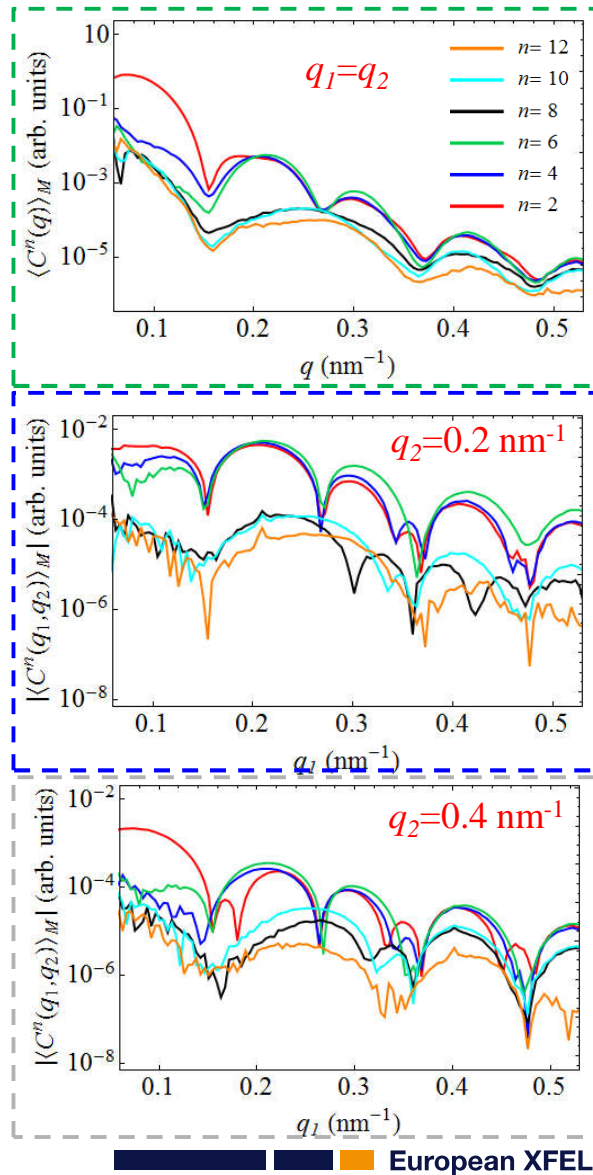 10
10⁻¹
10⁻³
10⁻⁵
⟨Cⁿ(q)⟩_M (arb. units)
q₁=q₂
n= 12
n= 10
n= 8
n= 6
n= 4
n= 2
0.1 0.2 0.3 0.4 0.5
q (nm⁻¹)
10⁻²
10⁻⁴
10⁻⁶
10⁻⁸
|⟨Cⁿ(q₁,q₂)⟩_M| (arb. units)
q₂=0.2 nm⁻¹
0.1 0.2 0.3 0.4 0.5
q₁ (nm⁻¹)
10⁻²
10⁻⁴
10⁻⁶
10⁻⁸
|⟨Cⁿ(q₁,q₂)⟩_M| (arb. units)
q₂=0.4 nm⁻¹
0.1 0.2 0.3 0.4 0.5
q₁ (nm⁻¹)
European XFEL